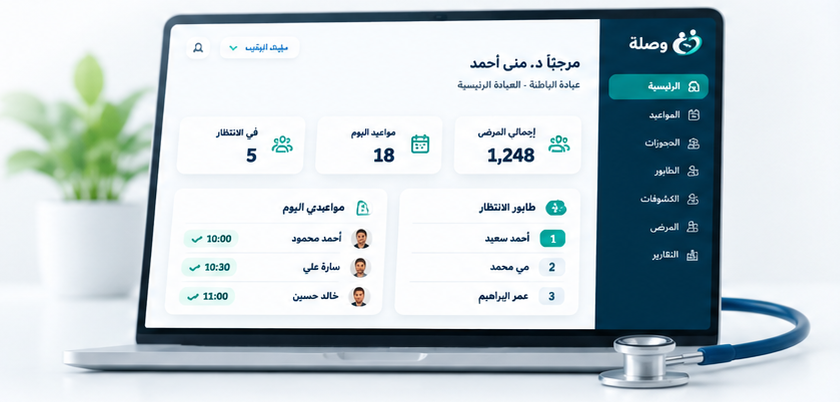 وصلة
الرئيسية
المواعيد
الحجوزات
الطابور
الكشوفات
المرضى
التقارير
مرحبًا د. منى أحمد
عيادة الباطنة - العيادة الرئيسية
إجمالي المرضى
1,248
مواعيد اليوم
18
في الانتظار
5
طابور الانتظار
1 أحمد سعيد
2 مي محمد
3 عمر إبراهيم
مواعيدي اليوم
أحمد محمود 10:00
سارة علي 10:30
خالد حسين 11:00